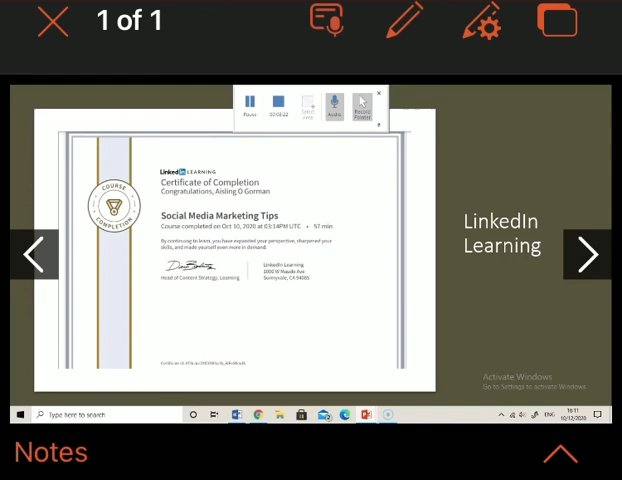 1 of 1
Pause
00:03:22
Select
Area
Audio
Record
Pointer
Linked in LEARNING
Certificate of Completion
Congratulations, Aisling O Gorman
COURSE
COMPLETION
Social Media Marketing Tips
Course completed on Oct 10, 2020 at 03:14PM UTC • 57 min
By continuing to learn, you have expanded your perspective, sharpened your
skills, and made yourself even more in demand.
Head of Content Strategy, Learning
LinkedIn Learning
1000 W Maude Ave
Sunnyvale, CA 94085
LinkedIn
Learning
Activate Windows
Go to Settings to activate Windows
Type here to search
ENG
16:11
10/12/2020
Notes